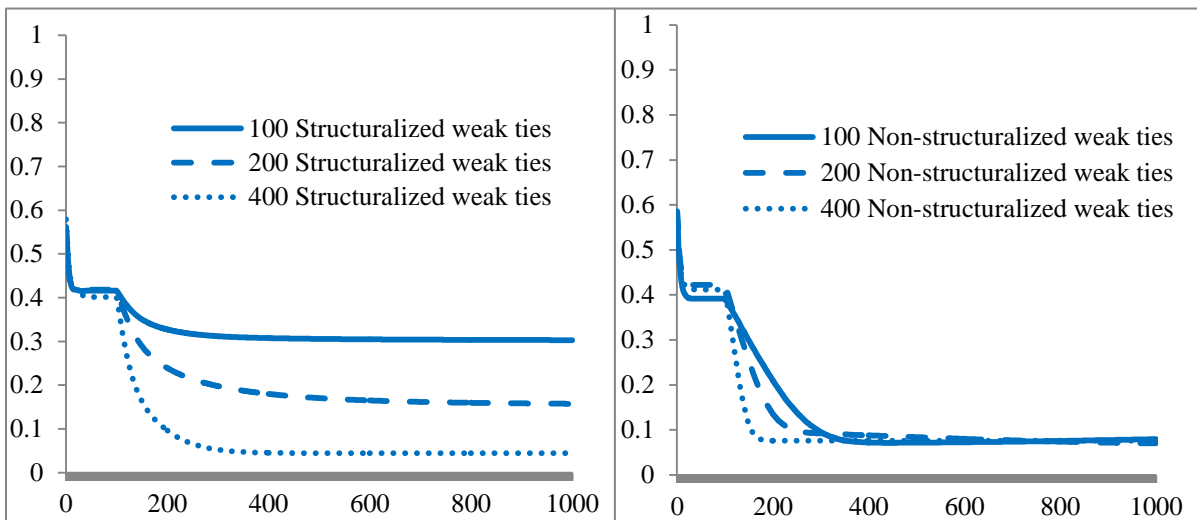 1
0.9
0.8
0.7
0.6
0.5
0.4
0.3
0.2
0.1
0
100 Structuralized weak ties
200 Structuralized weak ties
400 Structuralized weak ties
0 200 400 600 800 1000
1
0.9
0.8
0.7
0.6
0.5
0.4
0.3
0.2
0.1
0
100 Non-structuralized weak ties
200 Non-structuralized weak ties
400 Non-structuralized weak ties
0 200 400 600 800 1000